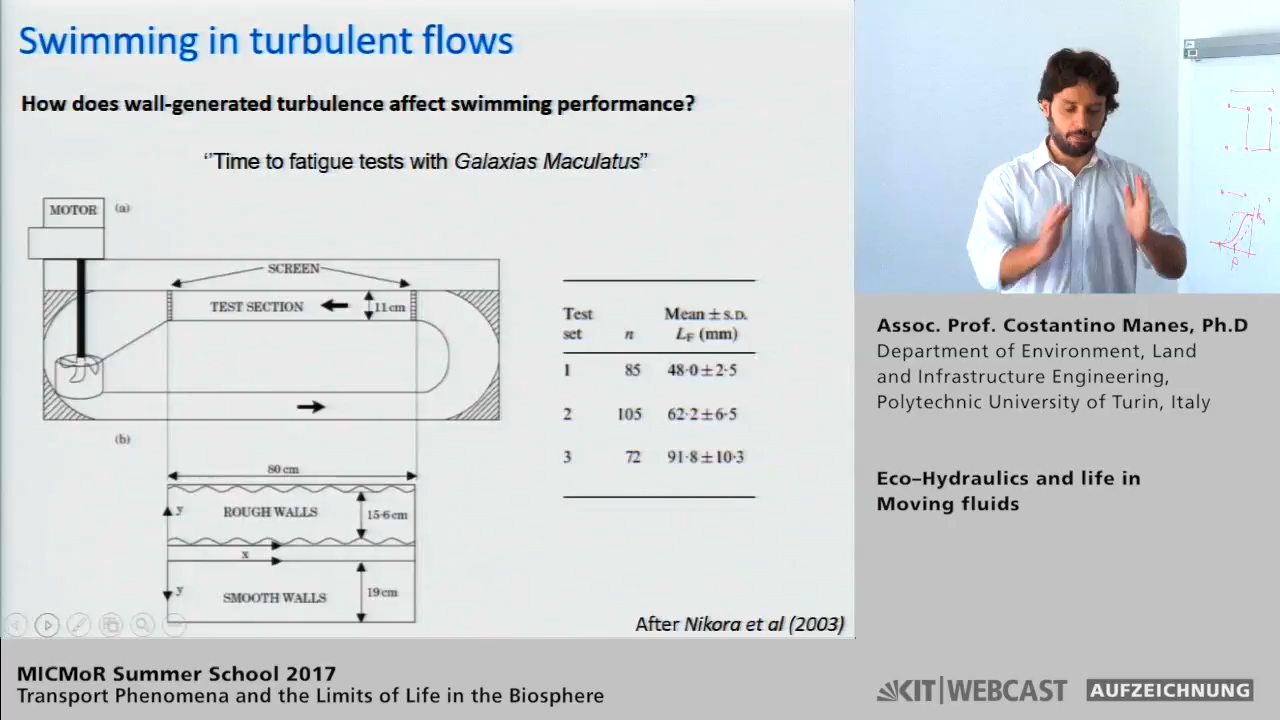 Swimming in turbulent flows
How does wall-generated turbulence affect swimming performance?
“Time to fatigue tests with Galaxias Maculatus”
MOTOR
(a)
SCREEN
TEST SECTION
11cm
(b)
80 cm
y
ROUGH WALLS
15·6 cm
x
y
SMOOTH WALLS
19 cm
Test set n Mean ± s.D. LF (mm)
1 85 48·0±2·5
2 105 62·2±6·5
3 72 91·8±10·3
After Nikora et al (2003)
Assoc. Prof. Costantino Manes, Ph.D
Department of Environment, Land
and Infrastructure Engineering,
Polytechnic University of Turin, Italy
Eco–Hydraulics and life in
Moving fluids
MICMoR Summer School 2017
Transport Phenomena and the Limits of Life in the Biosphere
KIT|WEBCAST AUFZEICHNUNG